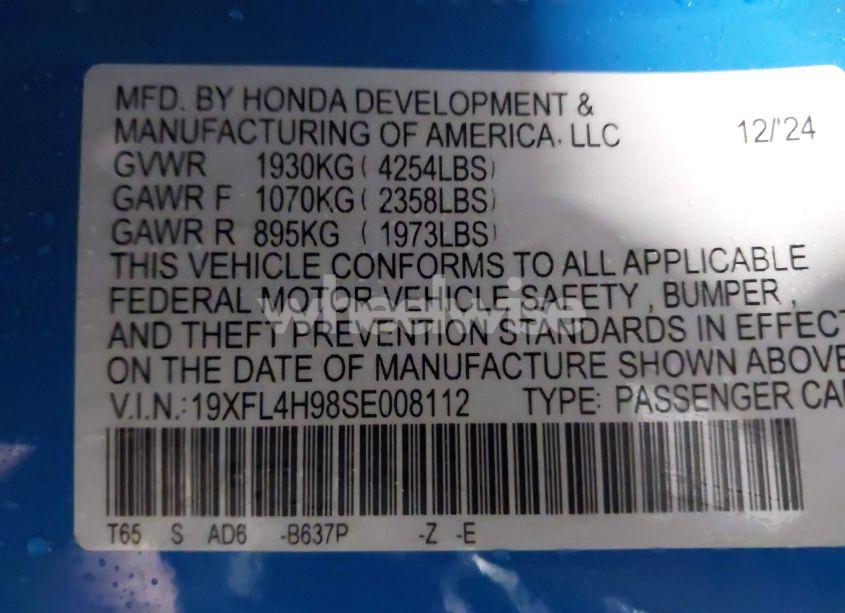 MFD. BY HONDA DEVELOPMENT &
MANUFACTURING OF AMERICA, LLC 12/'24
GVWR 1930KG ( 4254LBS)
GAWR F 1070KG ( 2358LBS)
GAWR R 895KG ( 1973LBS)
THIS VEHICLE CONFORMS TO ALL APPLICABLE
FEDERAL MOTOR VEHICLE SAFETY , BUMPER ,
wheelwise
AND THEFT PREVENTION STANDARDS IN EFFECT
ON THE DATE OF MANUFACTURE SHOWN ABOVE
V.I.N.:19XFL4H98SE008112 TYPE: PASSENGER CA
T65 S AD6 -B637P -Z -E